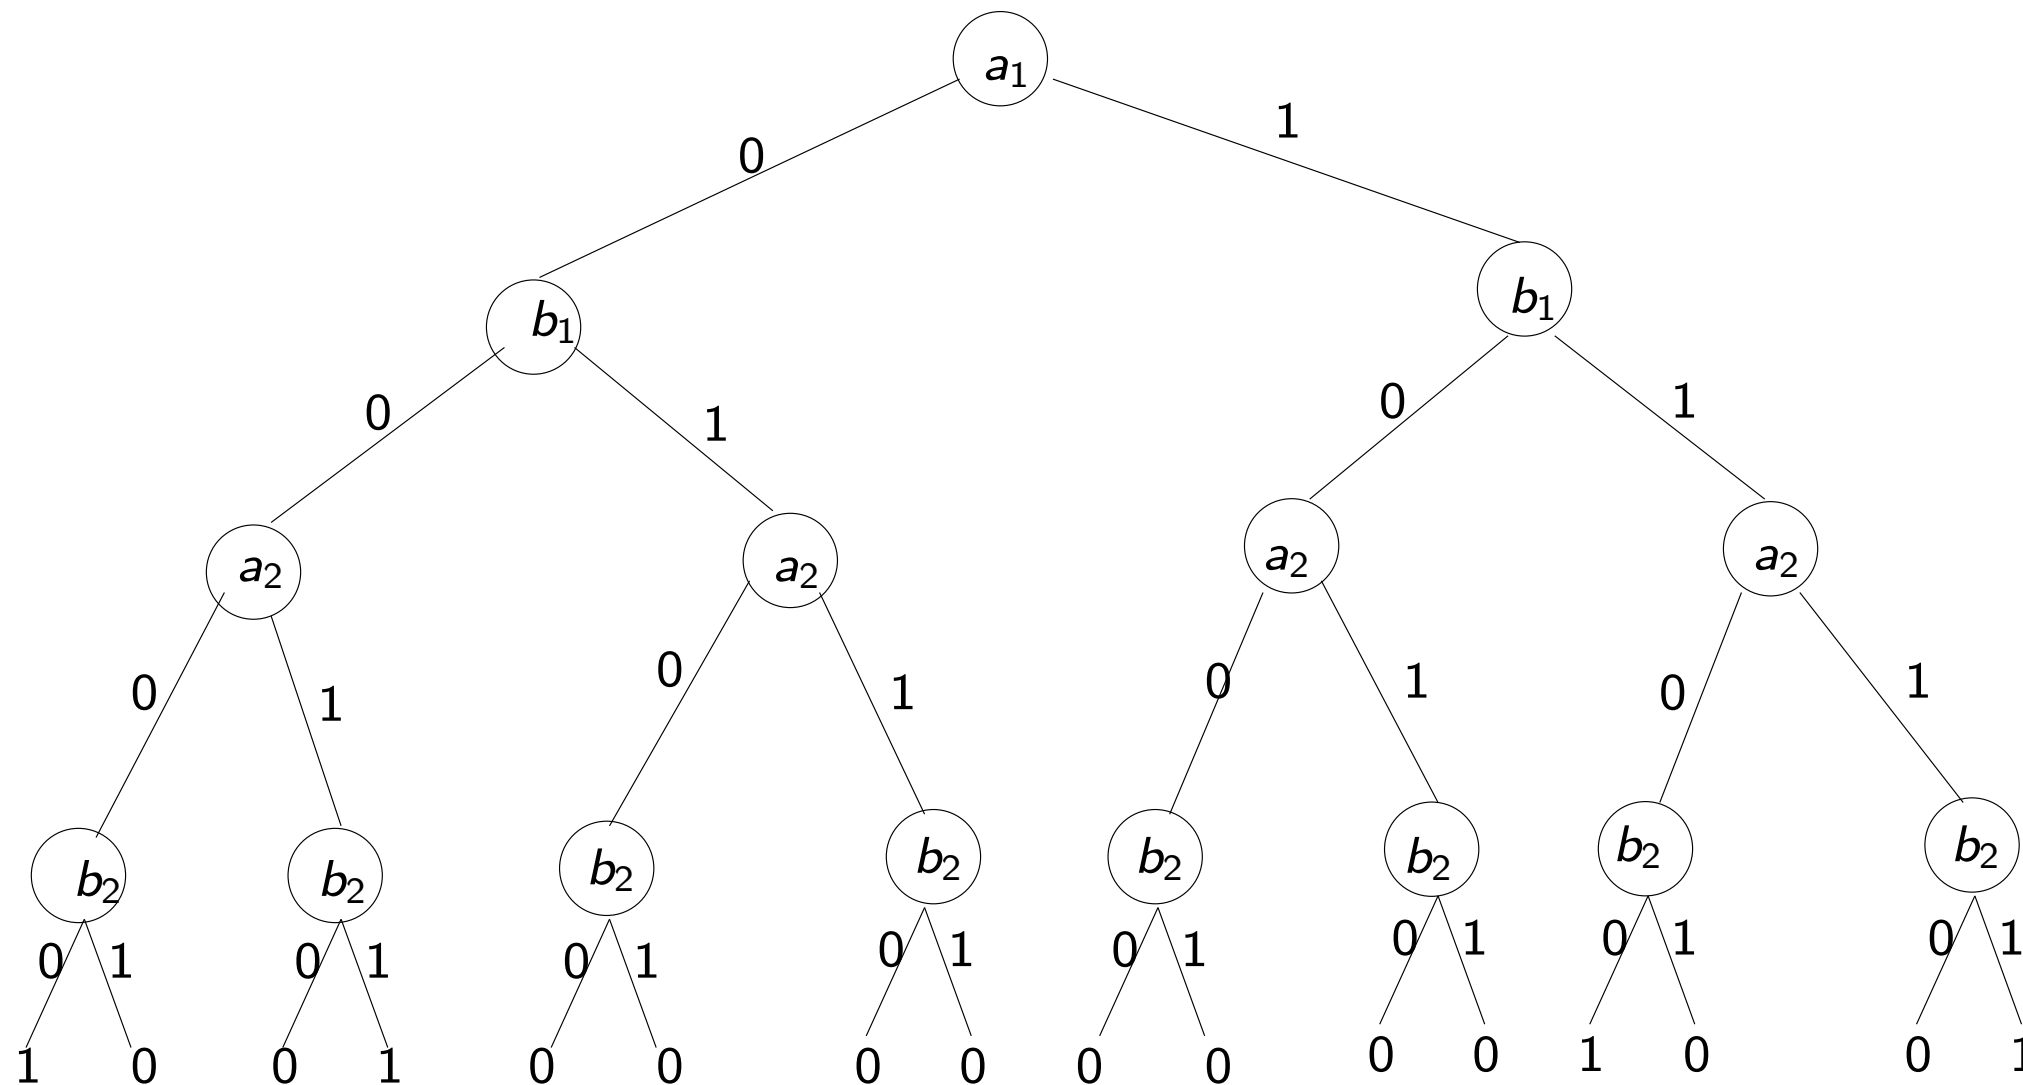 a₁
0 1
b₁ b₁
0 1 0 1
a₂ a₂ a₂ a₂
0 1 0 1 0 1 0 1
b₂ b₂ b₂ b₂ b₂ b₂ b₂ b₂
0 1 0 1 0 1 0 1 0 1 0 1 0 1 0 1
1 0 0 1 0 0 0 0 0 0 0 0 1 0 0 1